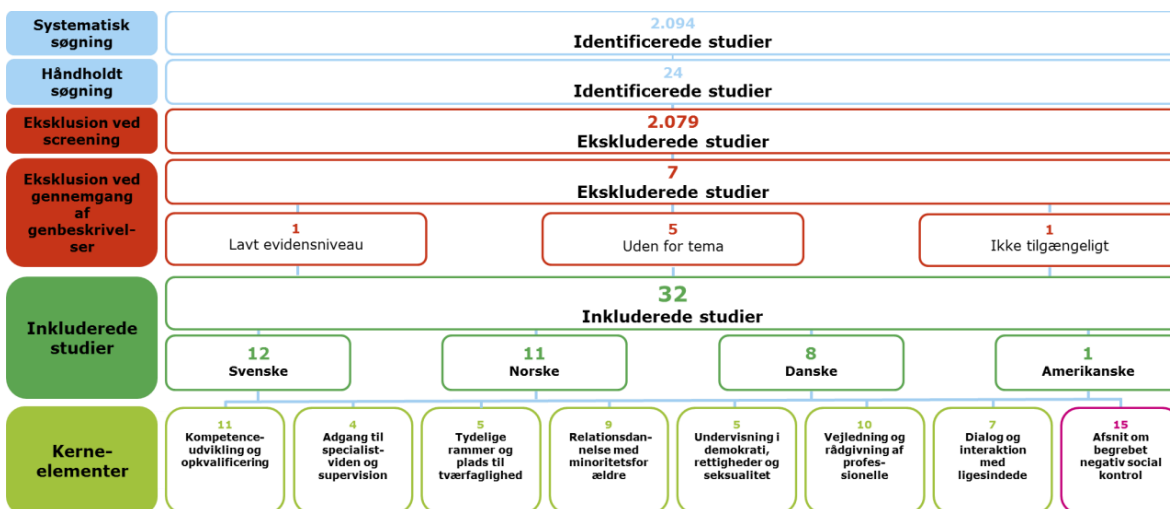 Systematisk
søgning
2.094
Identificerede studier
Håndholdt
søgning
24
Identificerede studier
Eksklusion ved
screening
2.079
Ekskluderede studier
Eksklusion ved
gennemgang
af
genbeskrivel-
ser
7
Ekskluderede studier
1
Lavt evidensniveau
5
Uden for tema
1
Ikke tilgængeligt
Inkluderede
studier
32
Inkluderede studier
12
Svenske
11
Norske
8
Danske
1
Amerikanske
Kerne-
elementer
11
Kompetence-
udvikling og
opkvalificering
4
Adgang til
specialist-
viden og
supervision
5
Tydelige
rammer og
plads til
tværfaglighed
9
Relationsdan-
nelse med
minoritetsfor
ældre
5
Undervisning i
demokrati,
rettigheder og
seksualitet
10
Vejledning og
rådgivning af
profes-
sionelle
7
Dialog og
interaktion
med
ligesindede
15
Afsnit om
begrebet
negativ social
kontrol